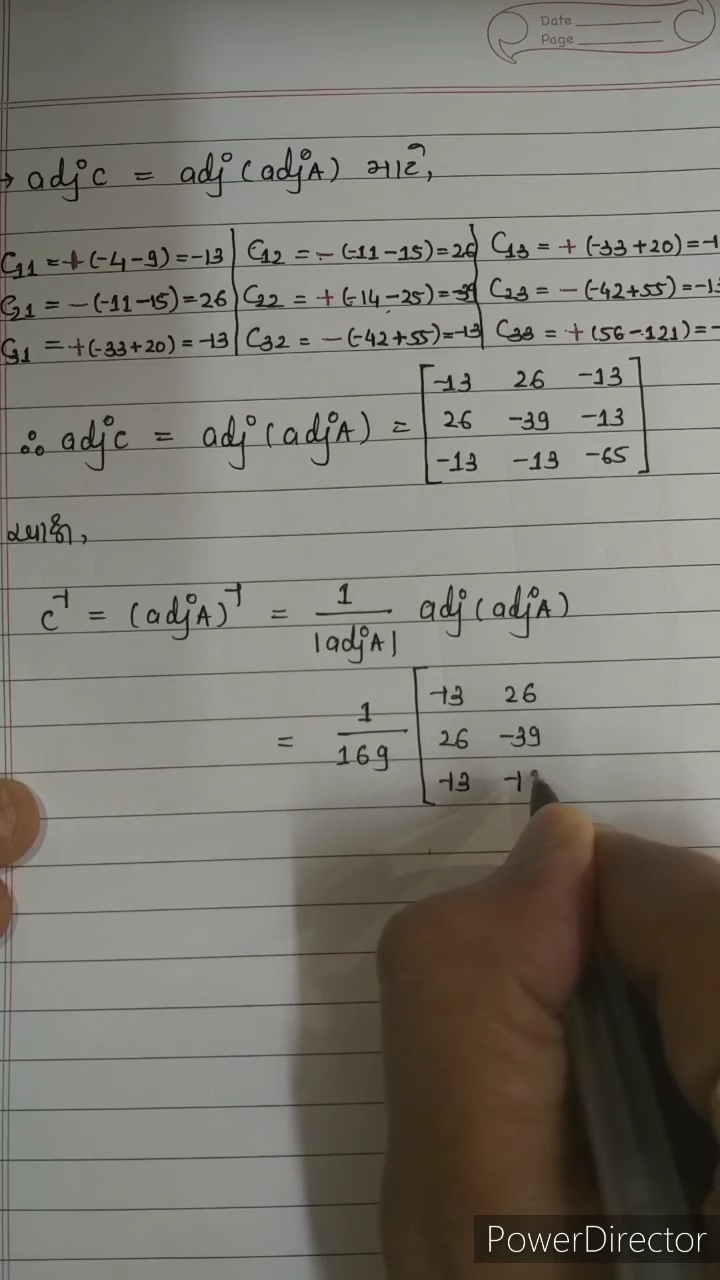 Date
Page
→ adj C = adj (adj A) માટે,
C11 = +(-4-9) = -13 | C12 = -(-11-15) = 26 | C13 = +(-33+20) = -1
C21 = -(-11-15) = 26 | C22 = +(-14-25) = -39 | C23 = -(-42+55) = -13
C31 = +(-33+20) = -13 | C32 = -(-42+55) = -13 | C33 = +(56-121) = -
-13 26 -13
∴ adj C = adj (adj A) = 26 -39 -13
-13 -13 -65
C⁻¹ = (adj A)⁻¹ = 1/|adj A| adj (adj A)
-13 26
= 1/169 26 -39
-13 -1
PowerDirector